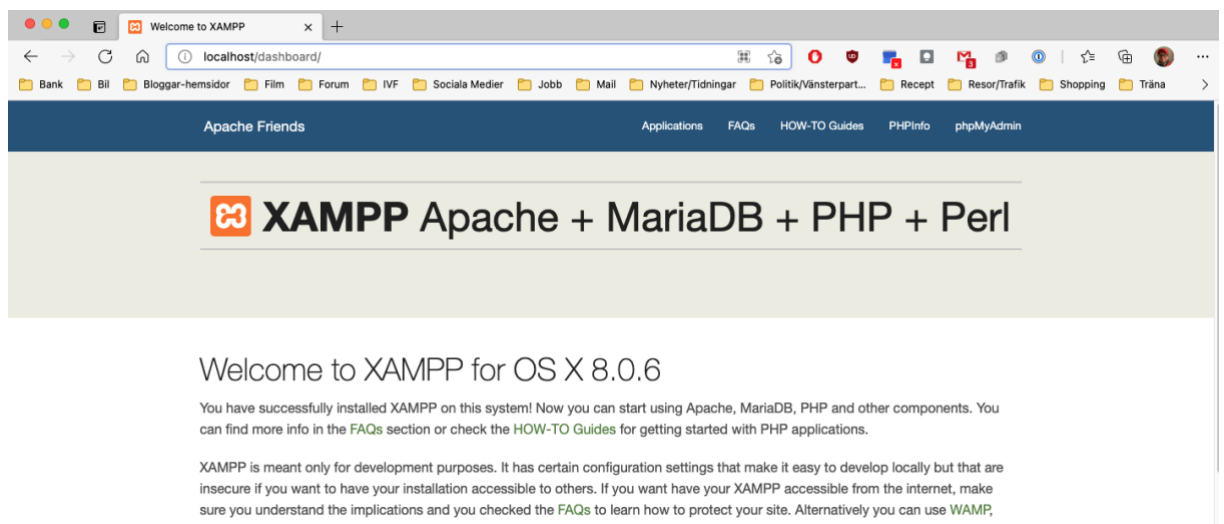 Welcome to XAMPP
localhost/dashboard/
Bank Bil Bloggar-hemsidor Film Forum IVF Sociala Medier Jobb Mail Nyheter/Tidningar Politik/Vänsterpart... Recept Resor/Trafik Shopping Träna
Apache Friends Applications FAQs HOW-TO Guides PHPInfo phpMyAdmin
XAMPP Apache + MariaDB + PHP + Perl
Welcome to XAMPP for OS X 8.0.6
You have successfully installed XAMPP on this system! Now you can start using Apache, MariaDB, PHP and other components. You
can find more info in the FAQs section or check the HOW-TO Guides for getting started with PHP applications.
XAMPP is meant only for development purposes. It has certain configuration settings that make it easy to develop locally but that are
insecure if you want to have your installation accessible to others. If you want have your XAMPP accessible from the internet, make
sure you understand the implications and you checked the FAQs to learn how to protect your site. Alternatively you can use WAMP,